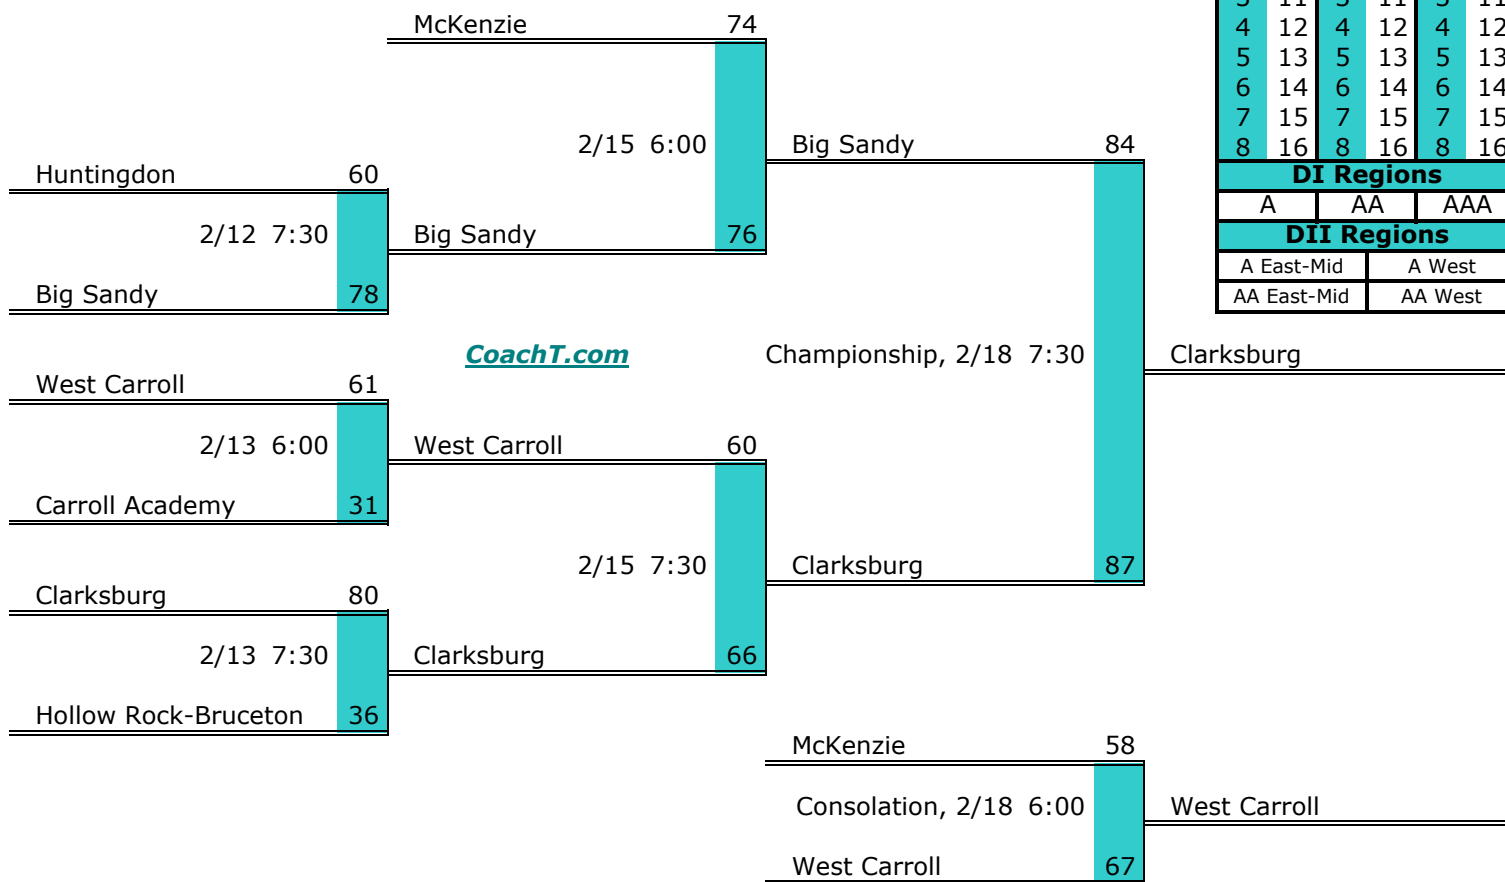 3 11 3 11 3 11
McKenzie 74
4 12 4 12 4 12
5 13 5 13 5 13
6 14 6 14 6 14
7 15 7 15 7 15
2/15 6:00 Big Sandy 84
8 16 8 16 8 16
Huntingdon 60
DI Regions
A AA AAA
2/12 7:30 Big Sandy 76
DII Regions
A East-Mid A West
Big Sandy 78
AA East-Mid AA West
CoachT.com Championship, 2/18 7:30 Clarksburg
West Carroll 61
2/13 6:00 West Carroll 60
Carroll Academy 31
2/15 7:30 Clarksburg 87
Clarksburg 80
2/13 7:30 Clarksburg 66
Hollow Rock-Bruceton 36
McKenzie 58
Consolation, 2/18 6:00 West Carroll
West Carroll 67